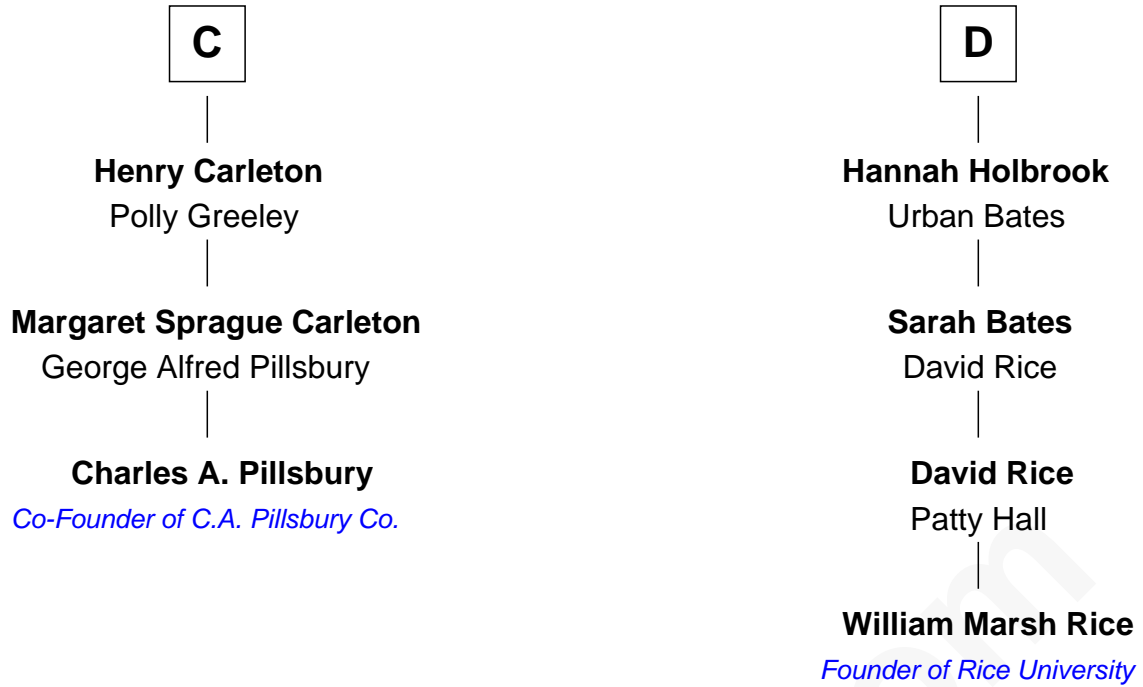 C
Henry Carleton
Polly Greeley
Margaret Sprague Carleton
George Alfred Pillsbury
Charles A. Pillsbury
Co-Founder of C.A. Pillsbury Co.
D
Hannah Holbrook
Urban Bates
Sarah Bates
David Rice
David Rice
Patty Hall
William Marsh Rice
Founder of Rice University